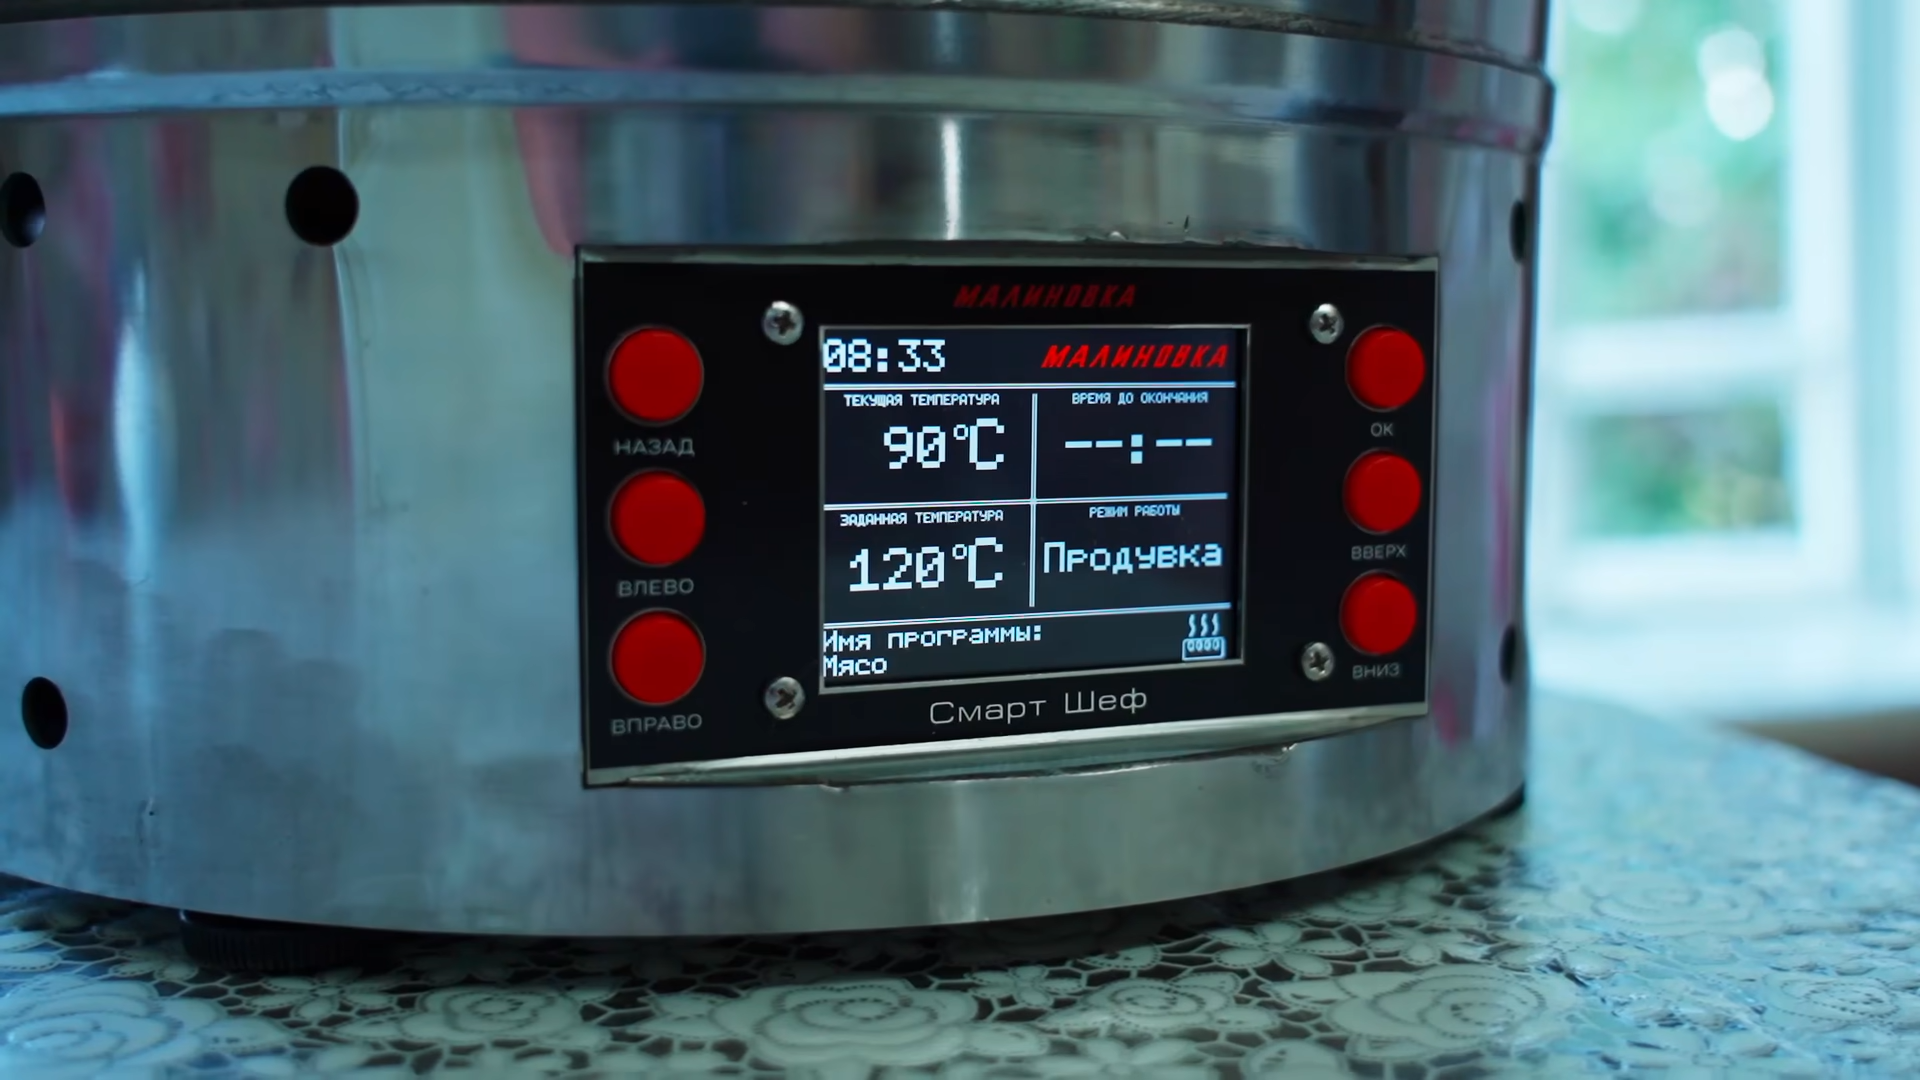 МАЛИНОВКА
08:33 МАЛИНОВКА
ТЕКУЩАЯ ТЕМПЕРАТУРА
90°C
ВРЕМЯ ДО ОКОНЧАНИЯ
--:--
ЗАДАННАЯ ТЕМПЕРАТУРА
120°C
РЕЖИМ РАБОТЫ
Продувка
Имя программы:
Мясо
Смарт Шеф
НАЗАД
ВЛЕВО
ВПРАВО
ОК
ВВЕРХ
ВНИЗ